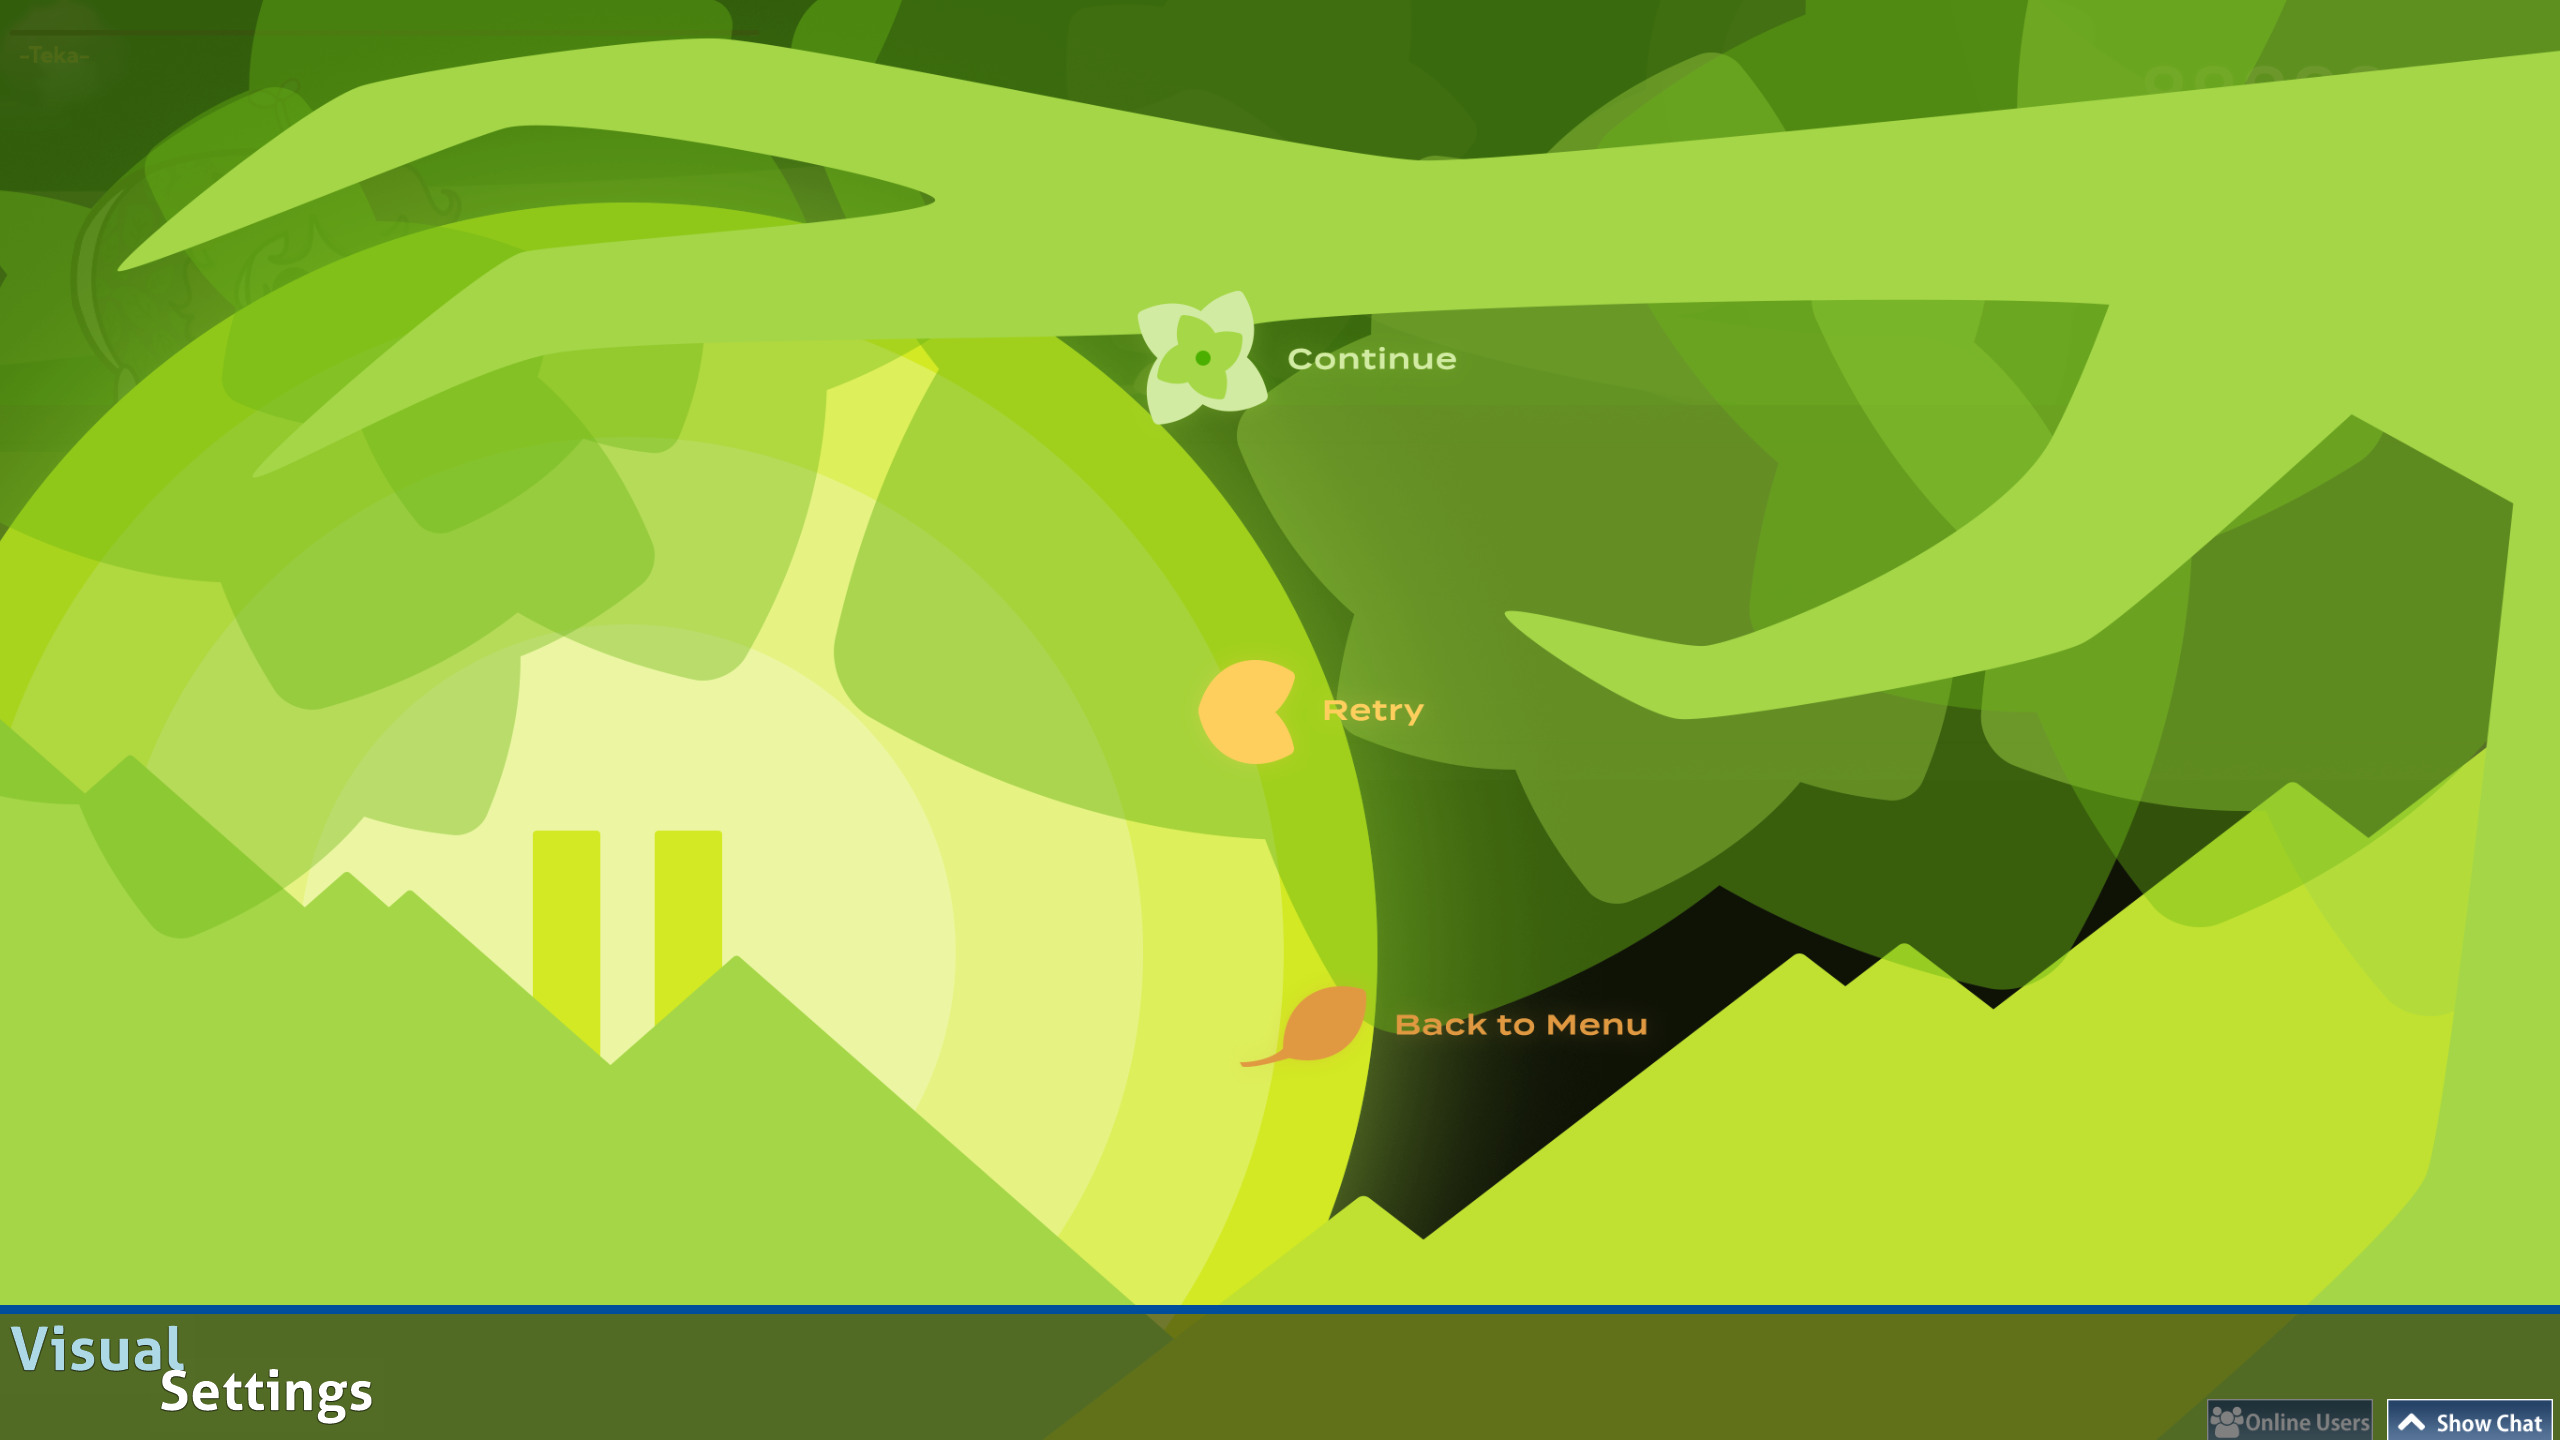 -Teka-
Continue
Retry
Back to Menu
Visual
Settings
Online Users
Show Chat